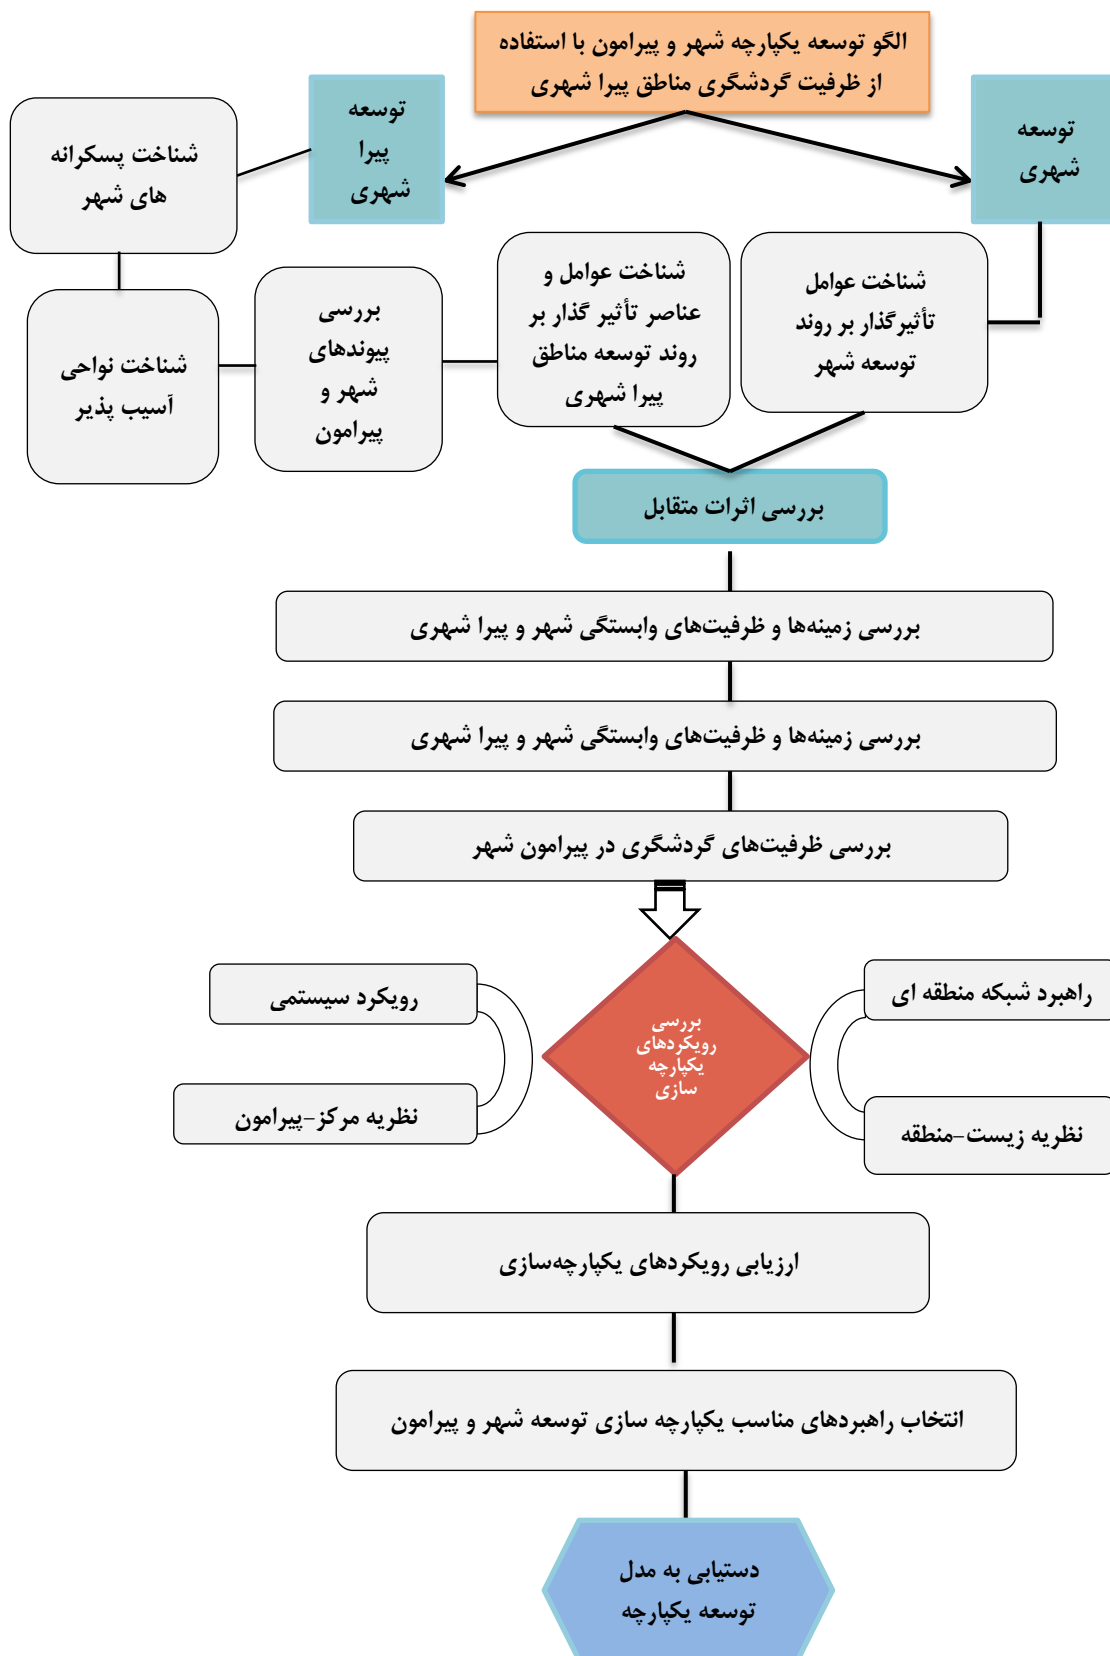 الگو توسعه یکپارچه شهر و پیرامون با استفاده
از ظرفیت گردشگری مناطق پیرا شهری
توسعه
شهری
توسعه
پیرا
شهری
شناخت پسکرانه
های شهر
شناخت عوامل
تأثیرگذار بر روند
توسعه شهر
شناخت عوامل و
عناصر تأثیر گذار بر
روند توسعه مناطق
پیرا شهری
بررسی
پیوندهای
شهر و
پیرامون
شناخت نواحی
آسیب پذیر
بررسی اثرات متقابل
بررسی زمینه‌ها و ظرفیت‌های وابستگی شهر و پیرا شهری
بررسی زمینه‌ها و ظرفیت‌های وابستگی شهر و پیرا شهری
بررسی ظرفیت‌های گردشگری در پیرامون شهر
راهبرد شبکه منطقه ای
رویکرد سیستمی
بررسی
رویکردهای
یکپارچه
سازی
نظریه زیست-منطقه
نظریه مرکز-پیرامون
ارزیابی رویکردهای یکپارچه‌سازی
انتخاب راهبردهای مناسب یکپارچه سازی توسعه شهر و پیرامون
دستیابی به مدل
توسعه یکپارچه